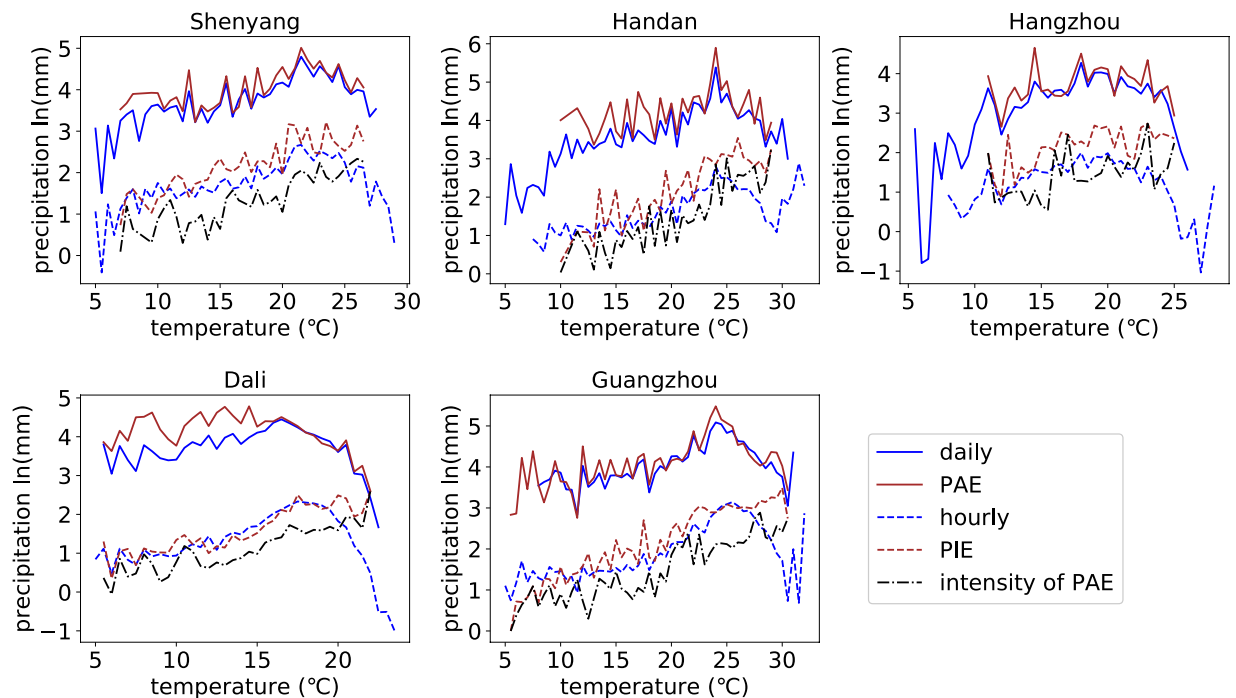 Shenyang
precipitation ln(mm)
5
4
3
2
1
0
5 10 15 20 25 30
temperature (℃)
Handan
precipitation ln(mm)
6
5
4
3
2
1
0
5 10 15 20 25 30
temperature (℃)
Hangzhou
precipitation ln(mm)
4
3
2
1
0
−1
5 10 15 20 25
temperature (℃)
Dali
precipitation ln(mm)
5
4
3
2
1
0
−1
5 10 15 20
temperature (℃)
Guangzhou
precipitation ln(mm)
5
4
3
2
1
0
5 10 15 20 25 30
temperature (℃)
daily
PAE
hourly
PIE
intensity of PAE